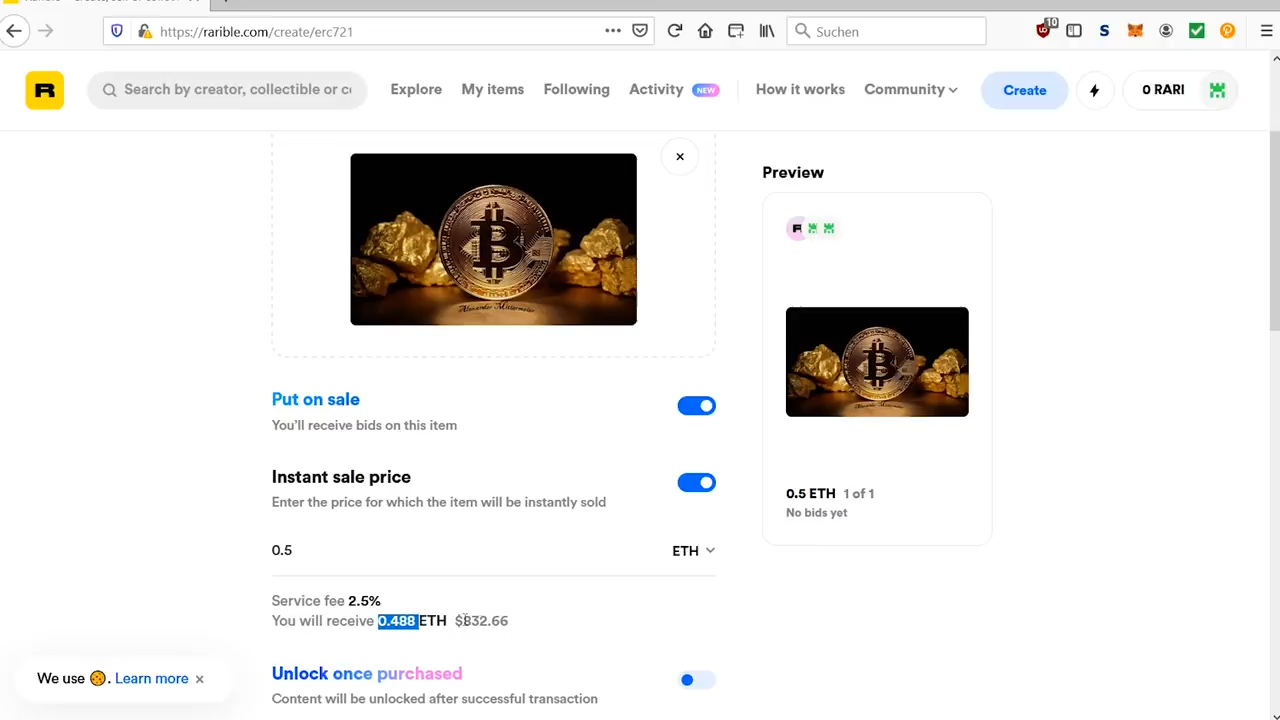 https://rarible.com/create/erc721
Suchen
10
S
R
Search by creator, collectible or cc
Explore
My items
Following
Activity NEW
How it works
Community
Create
0 RARI
Preview
Put on sale
You'll receive bids on this item
Instant sale price
Enter the price for which the item will be instantly sold
0.5
ETH
0.5 ETH 1 of 1
No bids yet
Service fee 2.5%
You will receive 0.488 ETH $832.66
Unlock once purchased
Content will be unlocked after successful transaction
We use 🍪. Learn more ×